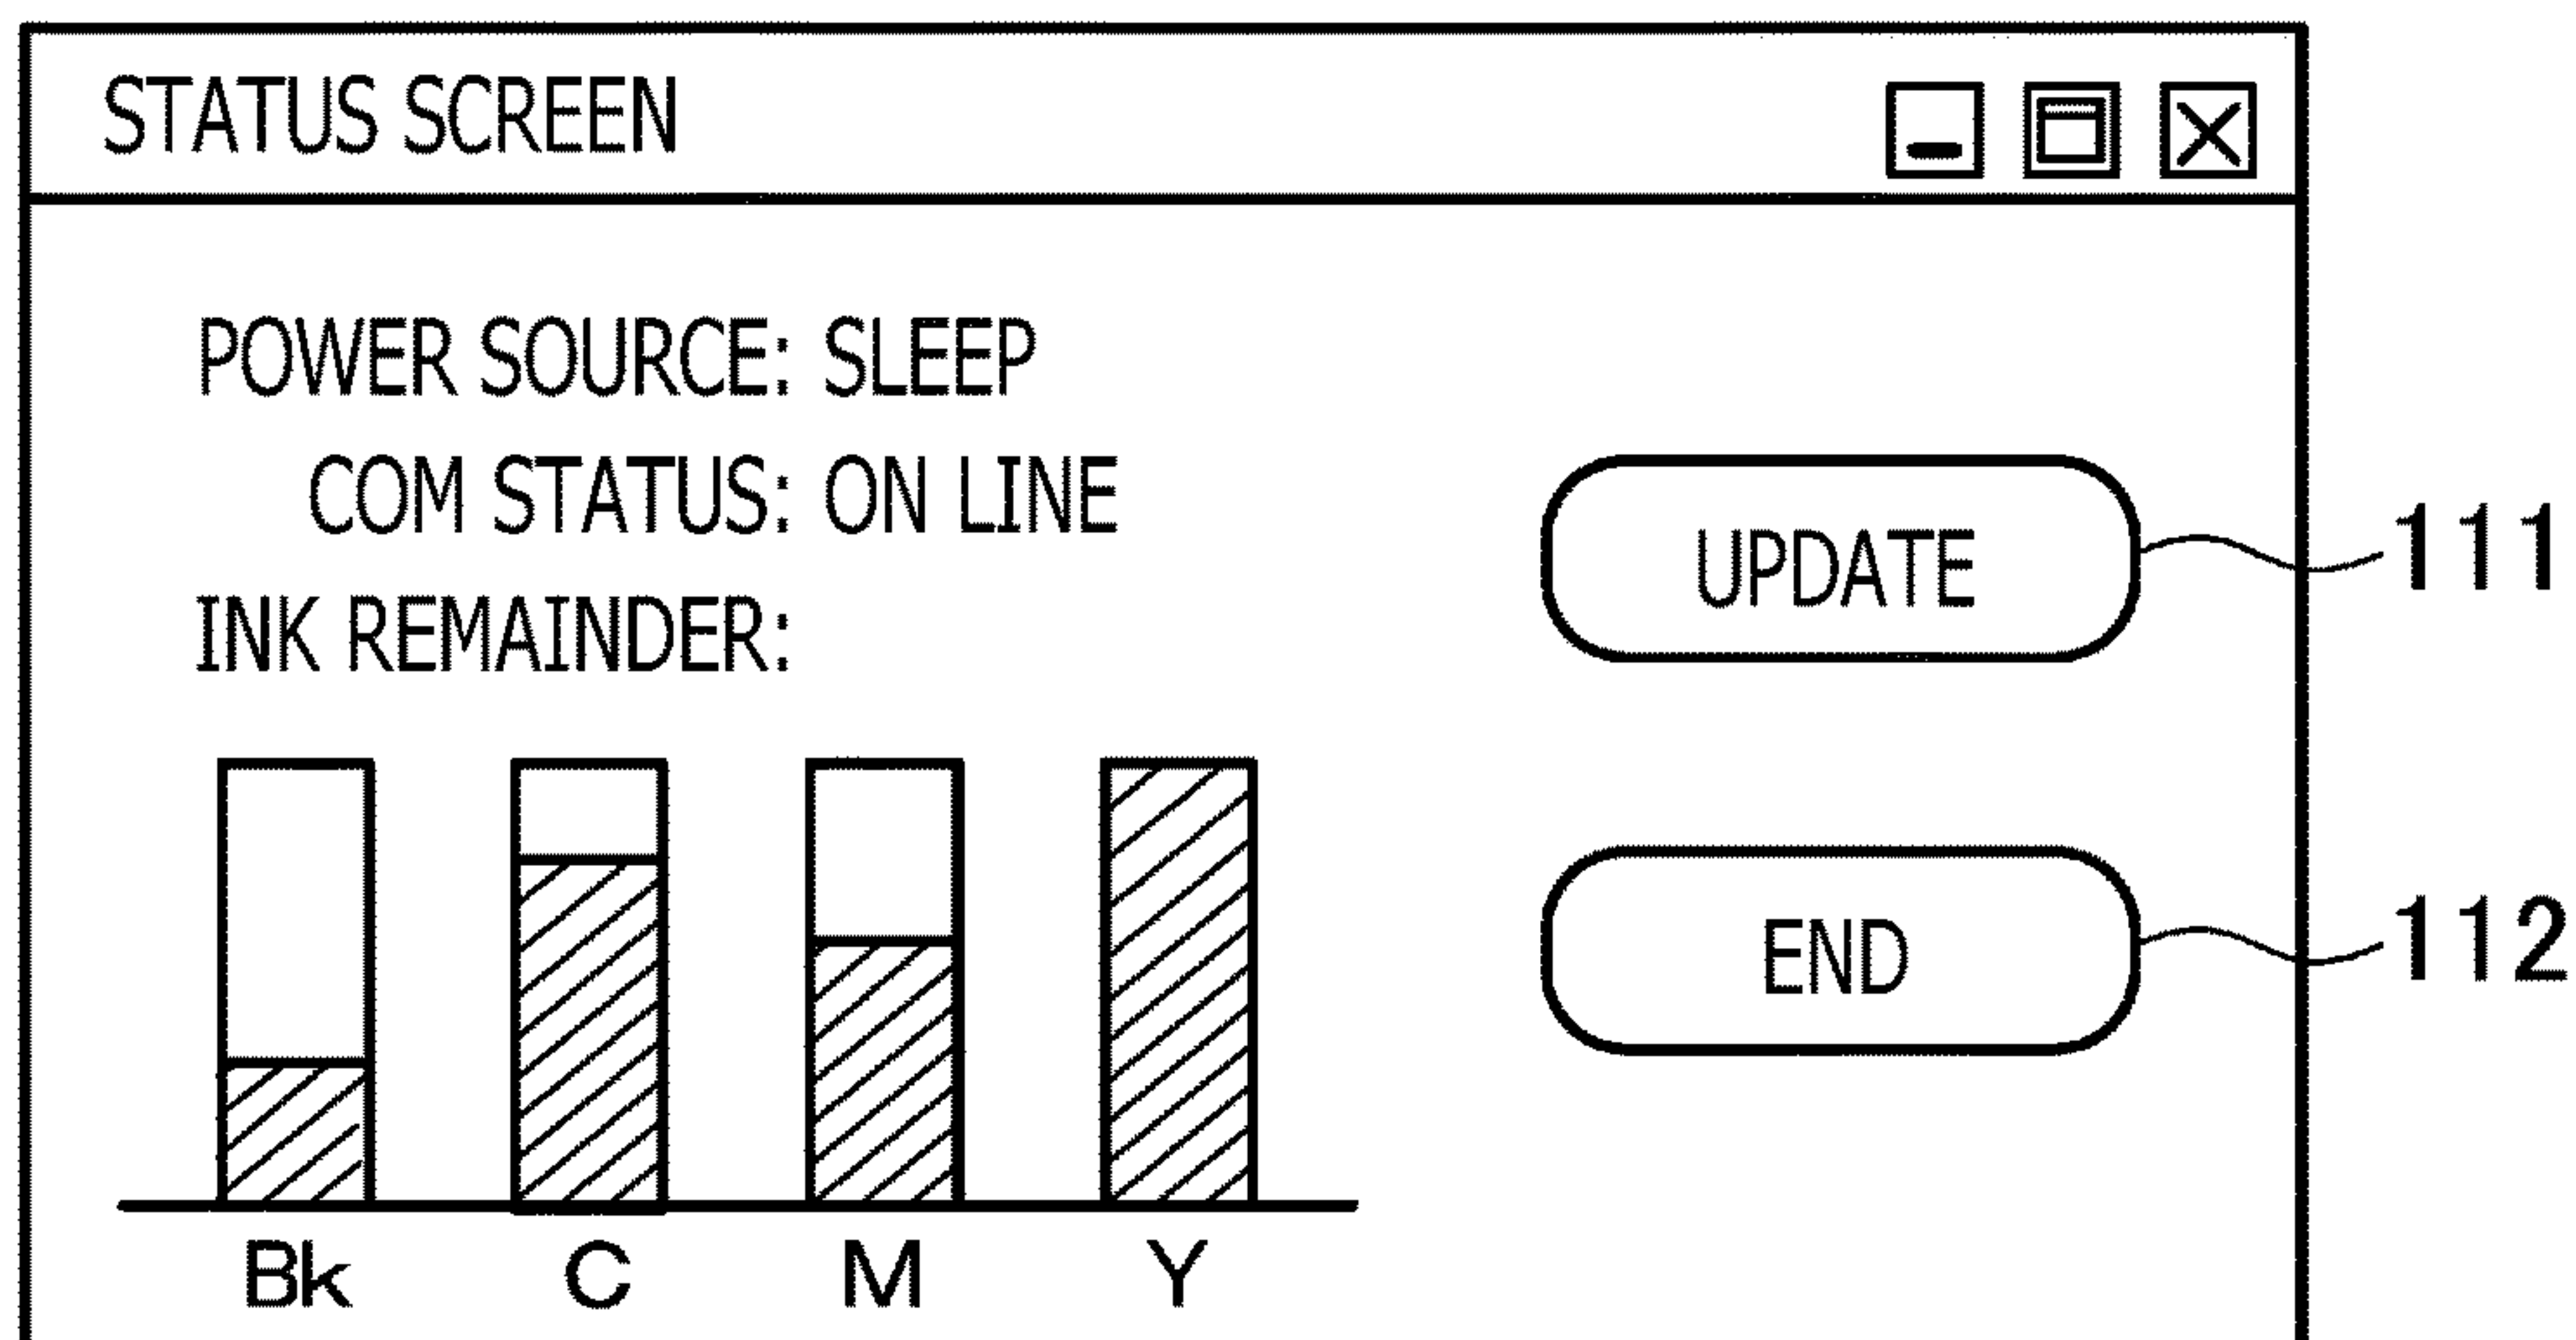 STATUS SCREEN
POWER SOURCE: SLEEP
COM STATUS: ON LINE
INK REMAINDER:
UPDATE
111
END
112
Bk C M Y